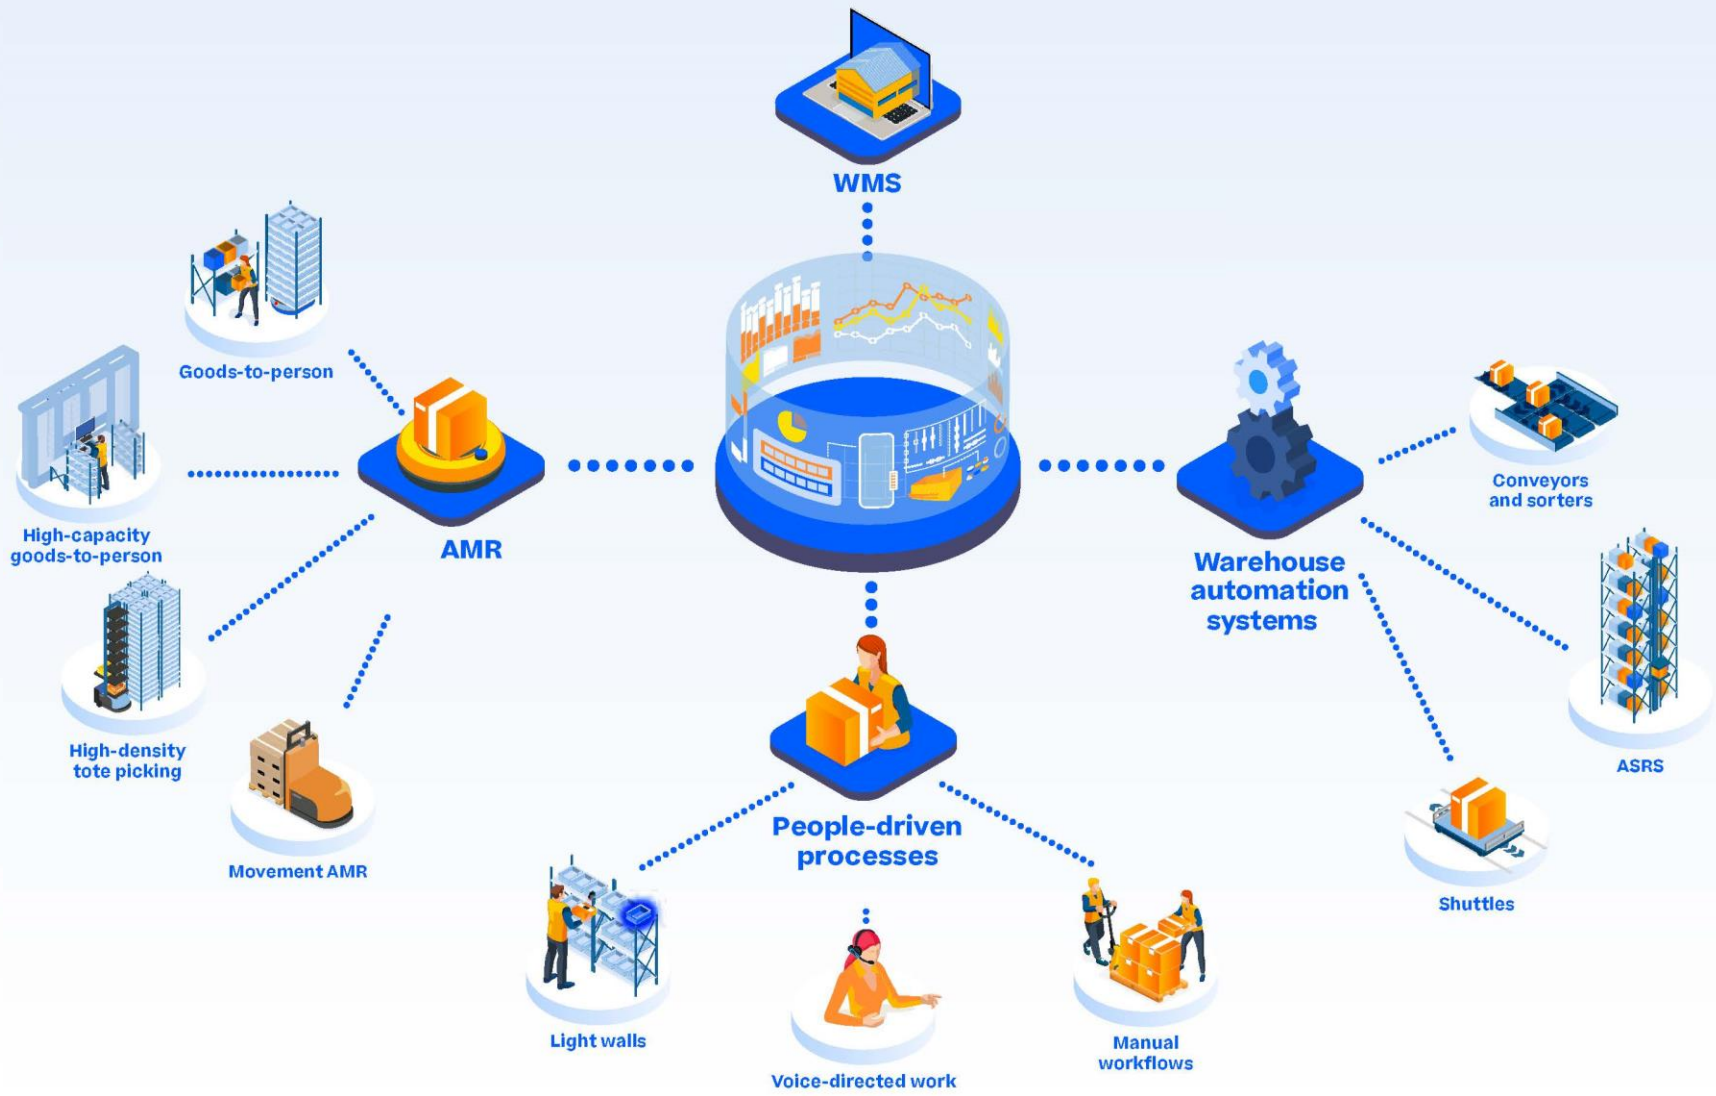 WMS
Goods-to-person
High-capacity
goods-to-person
AMR
High-density
tote picking
Movement AMR
Warehouse
automation
systems
Conveyors
and sorters
ASRS
Shuttles
People-driven
processes
Light walls
Voice-directed work
Manual
workflows